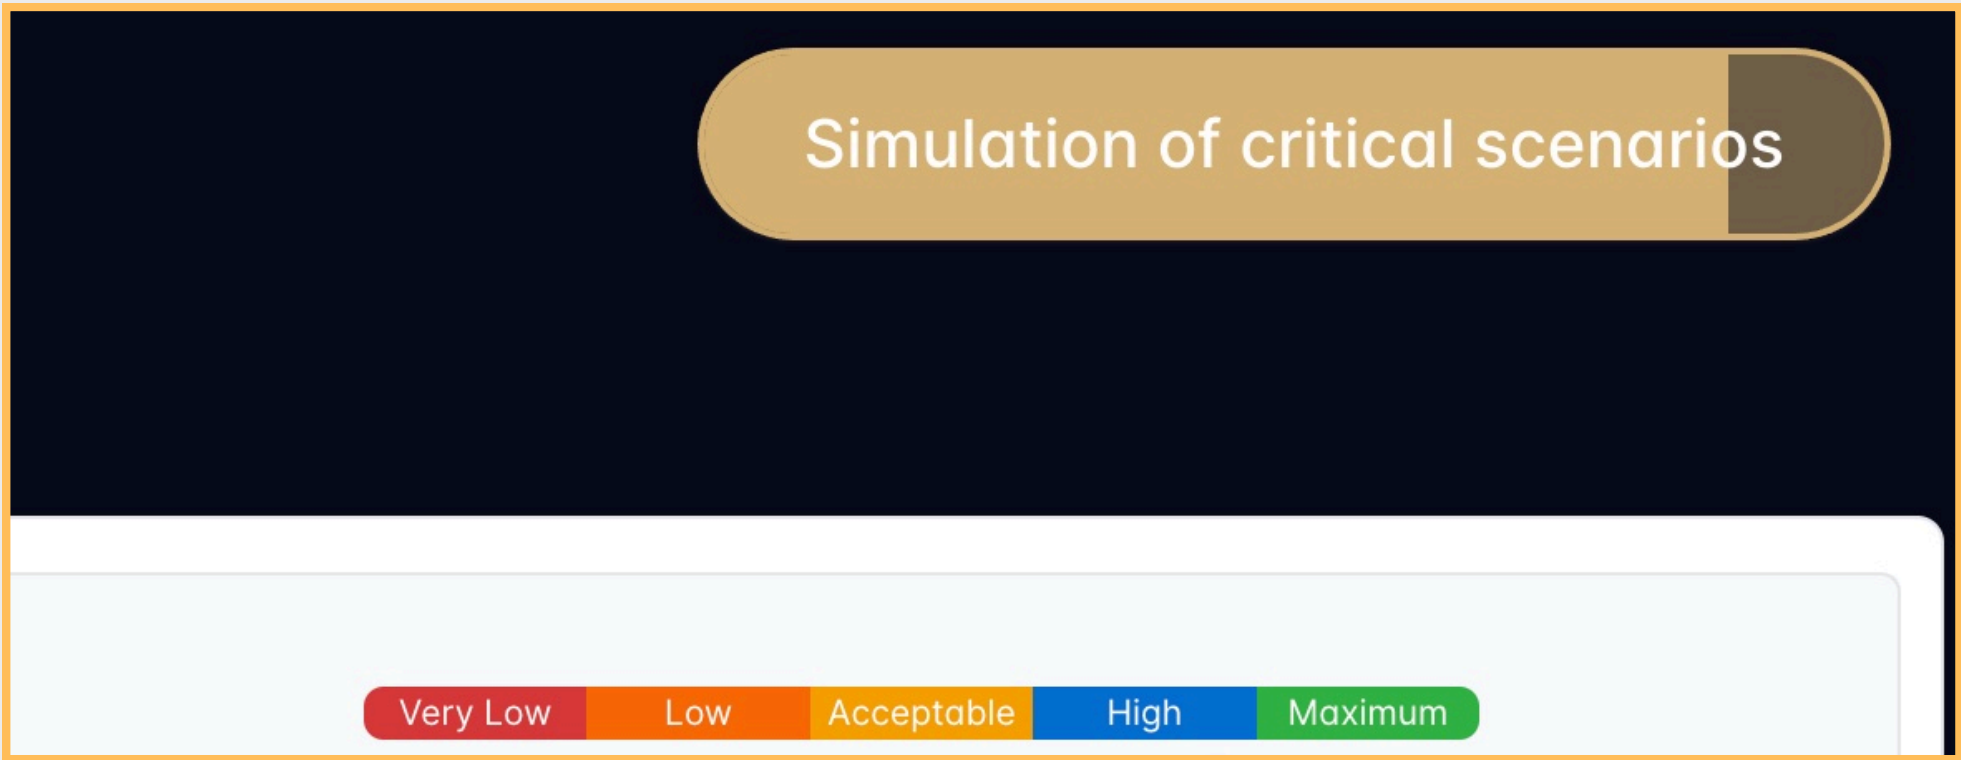 Simulation of critical scenarios
Very Low Low Acceptable High Maximum